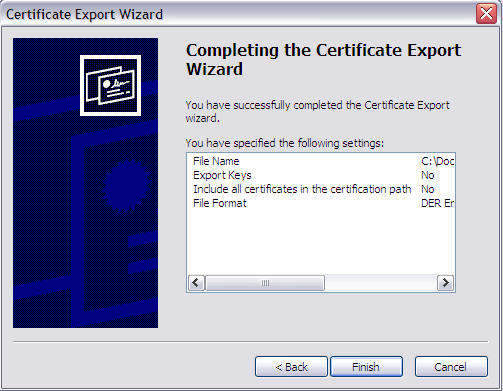 Certificate Export Wizard
Completing the Certificate Export
Wizard
You have successfully completed the Certificate Export
wizard.
You have specified the following settings:
File Name C:\Doc
Export Keys No
Include all certificates in the certification path No
File Format DER Er
< Back Finish Cancel